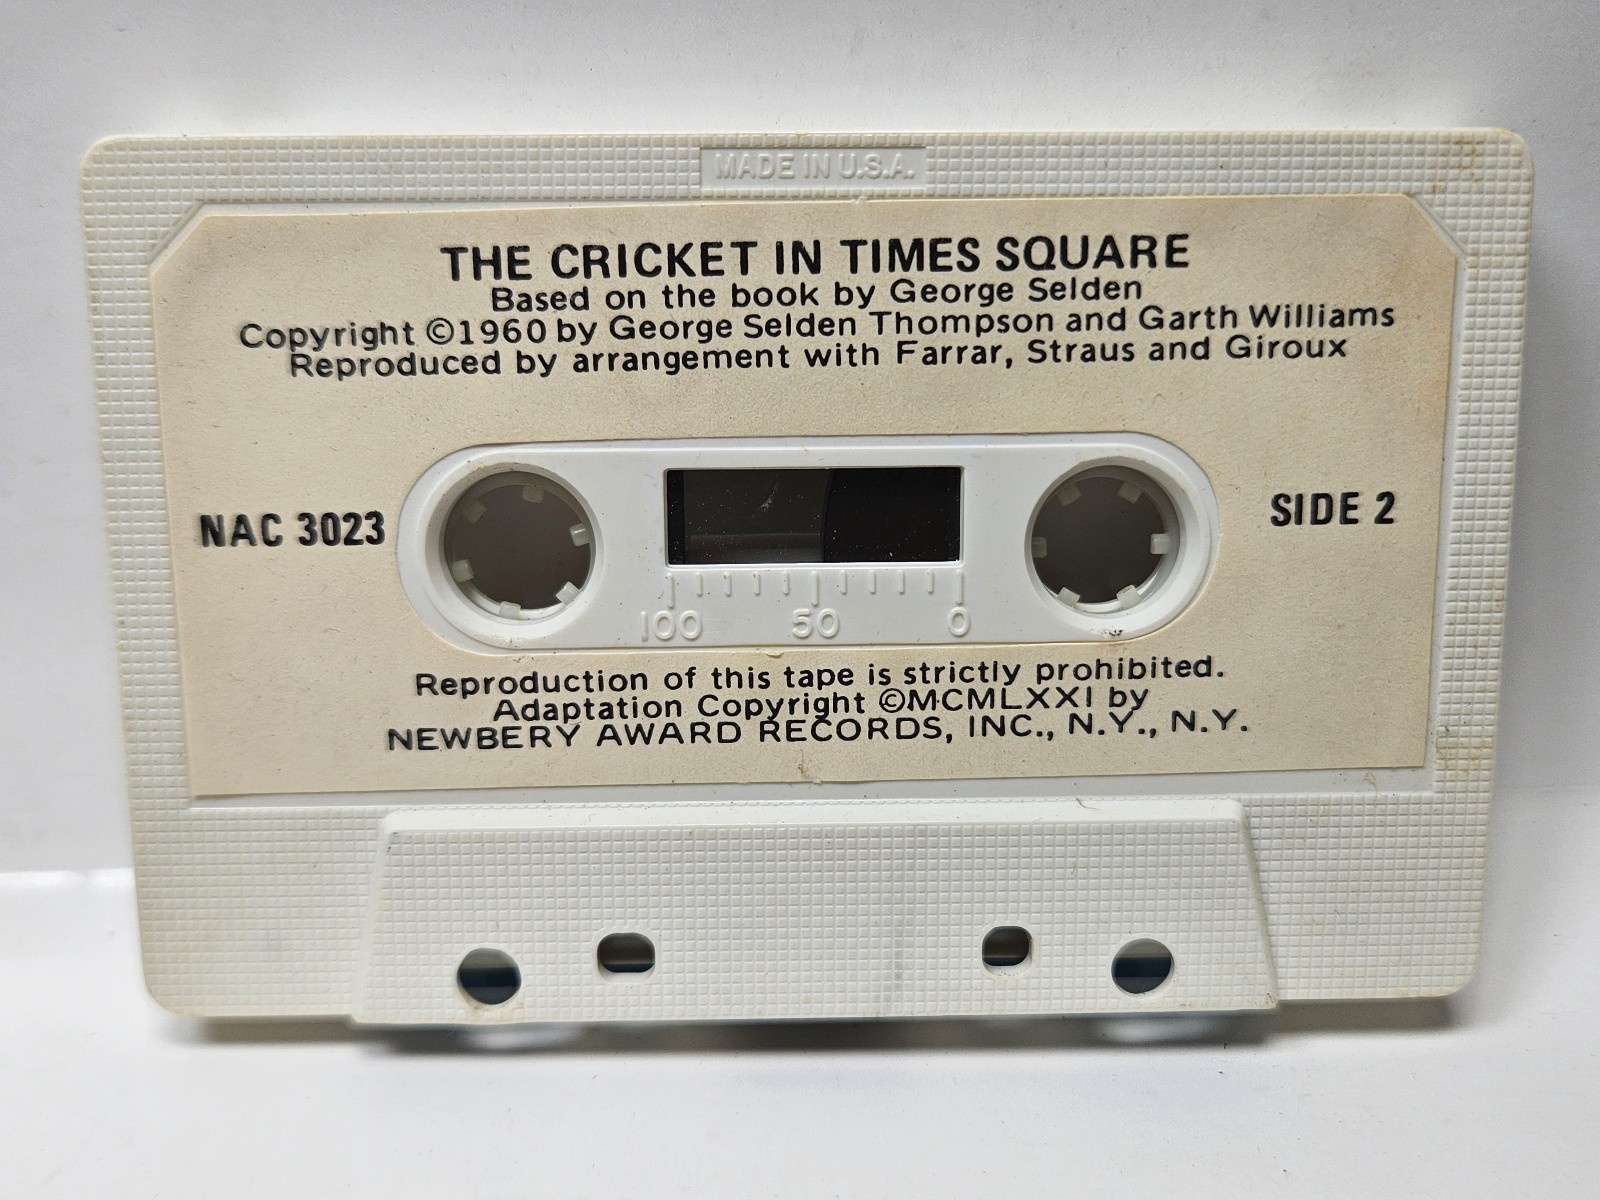 MADE IN U.S.A.
THE CRICKET IN TIMES SQUARE
Based on the book by George Selden
Copyright ©1960 by George Selden Thompson and Garth Williams
Reproduced by arrangement with Farrar, Straus and Giroux
NAC 3023
SIDE 2
100 50 0
Reproduction of this tape is strictly prohibited.
Adaptation Copyright ©MCMLXXI by
NEWBERY AWARD RECORDS, INC., N.Y., N.Y.